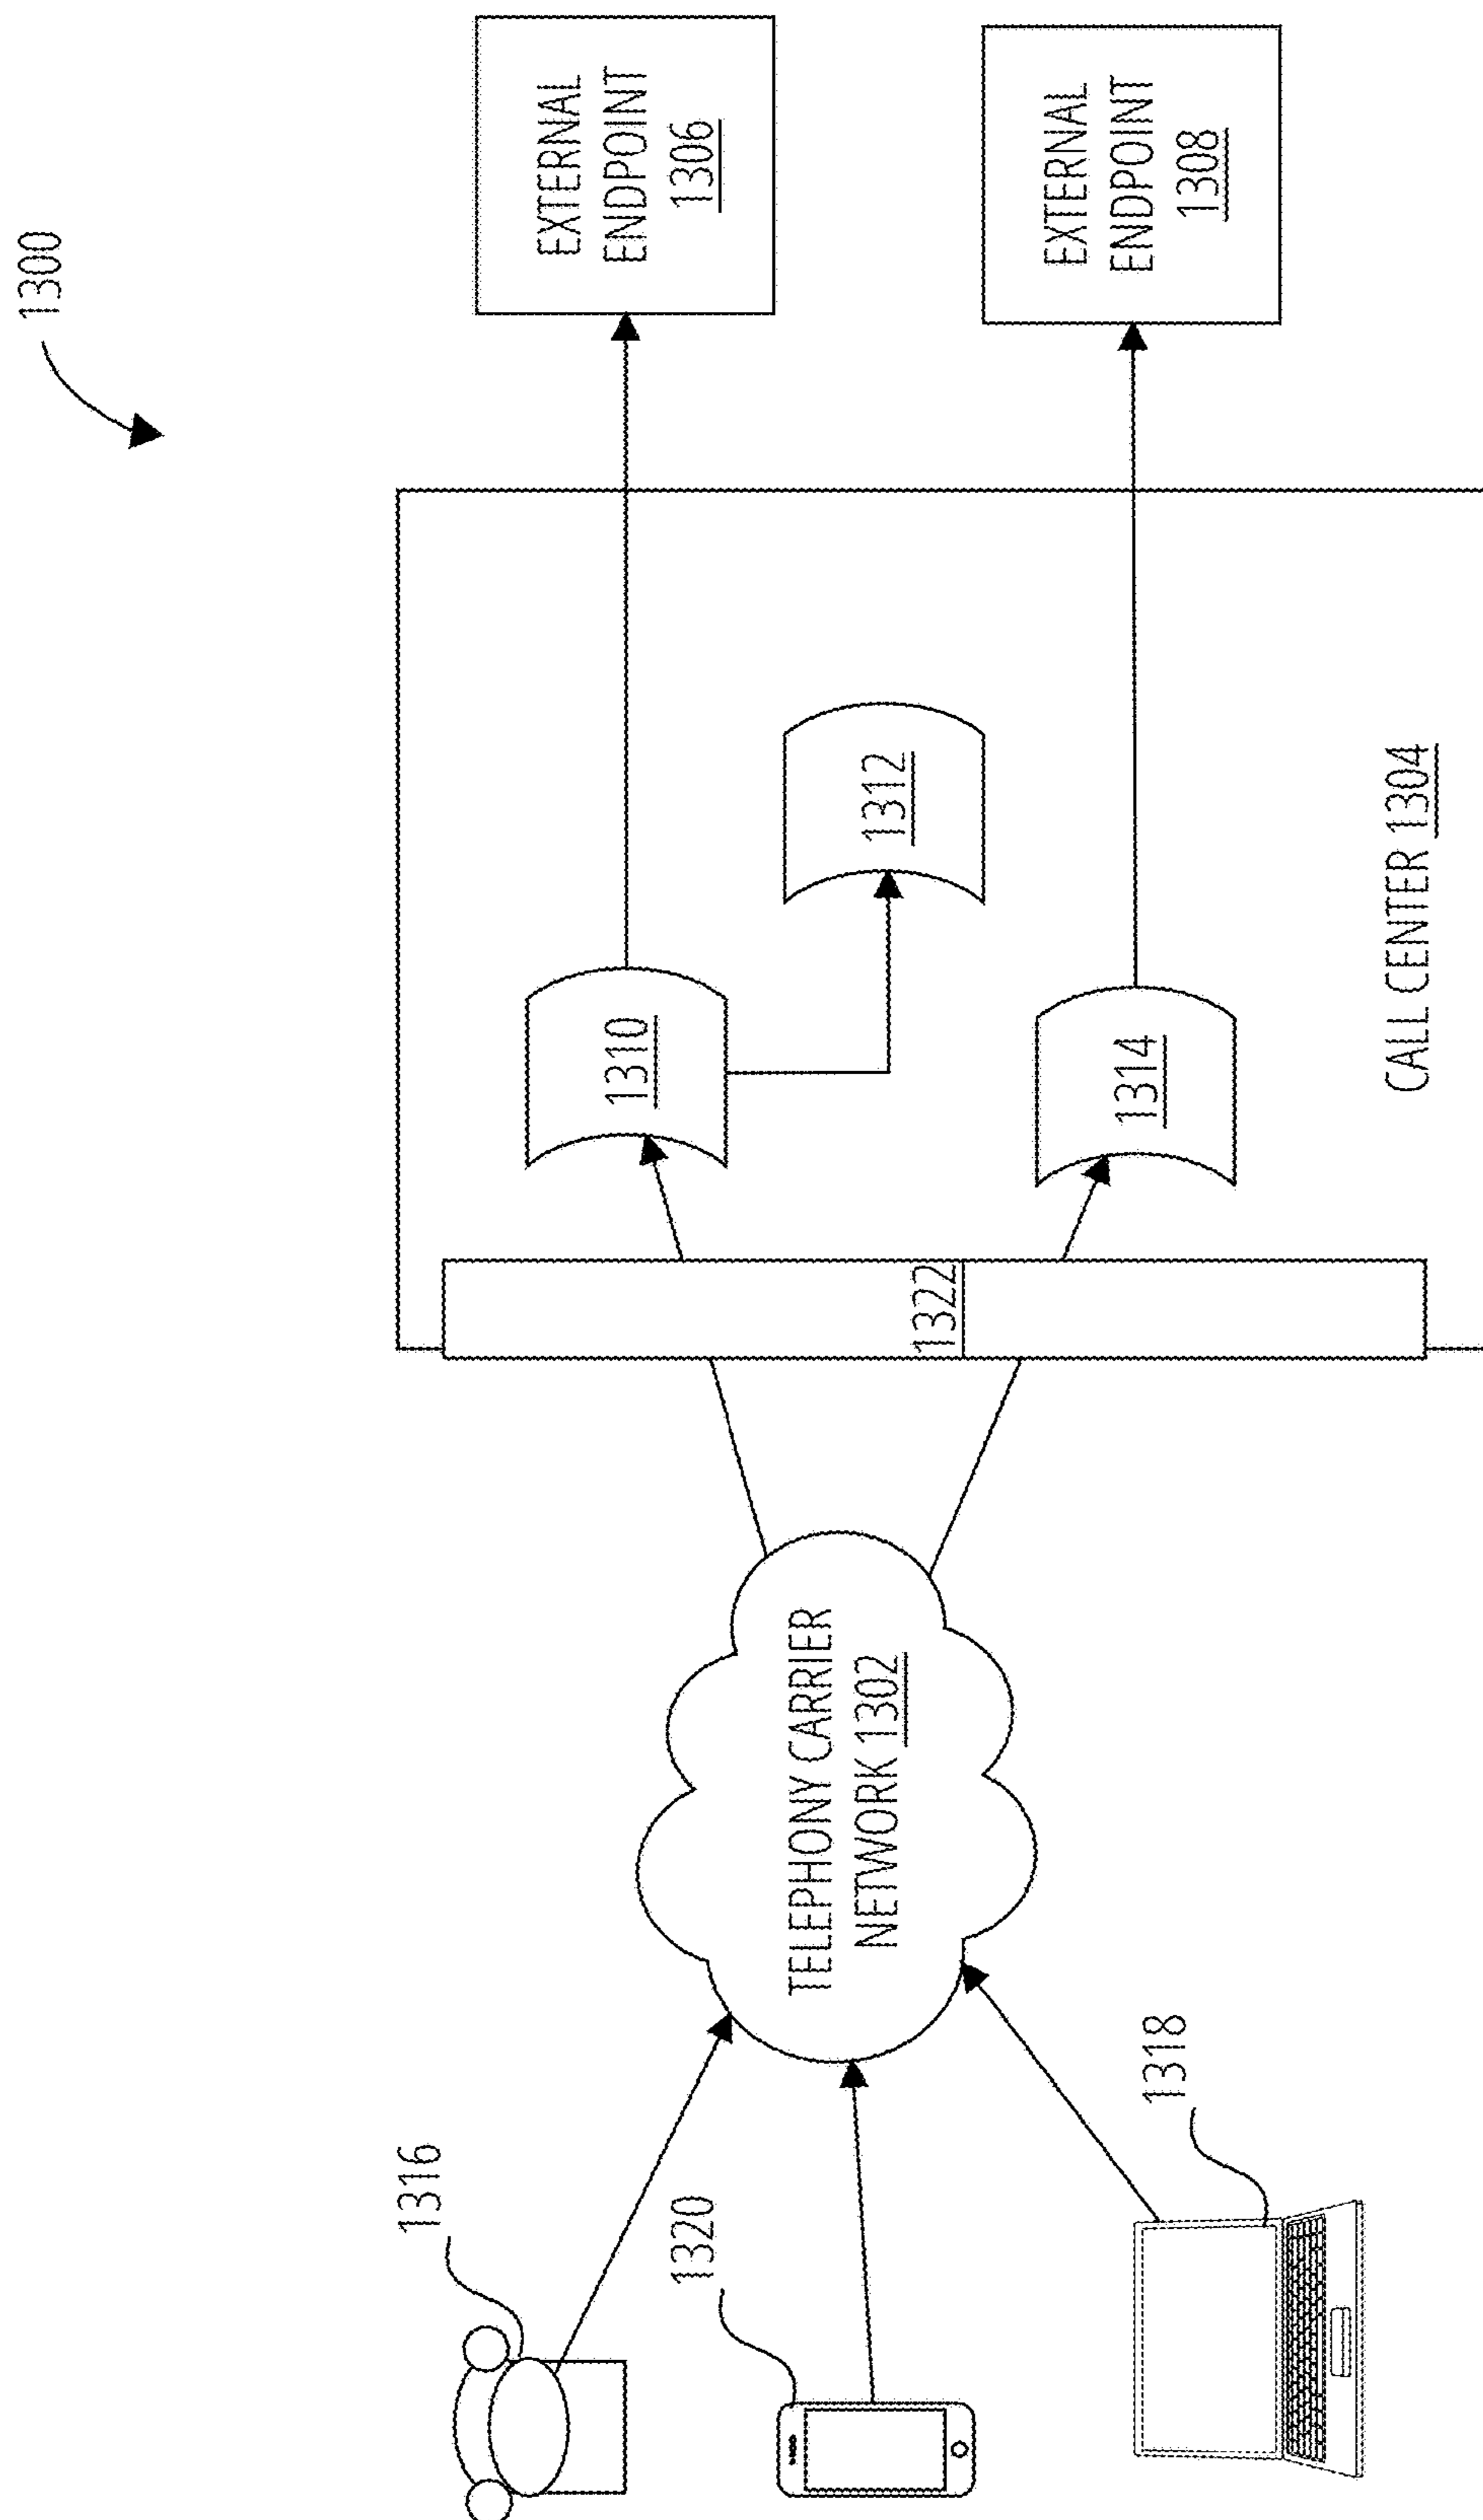 1300
1316
1320
1318
TELEPHONY CARRIER
NETWORK 1302
1322
1310
1312
1314
CALL CENTER 1304
EXTERNAL
ENDPOINT
1306
EXTERNAL
ENDPOINT
1308